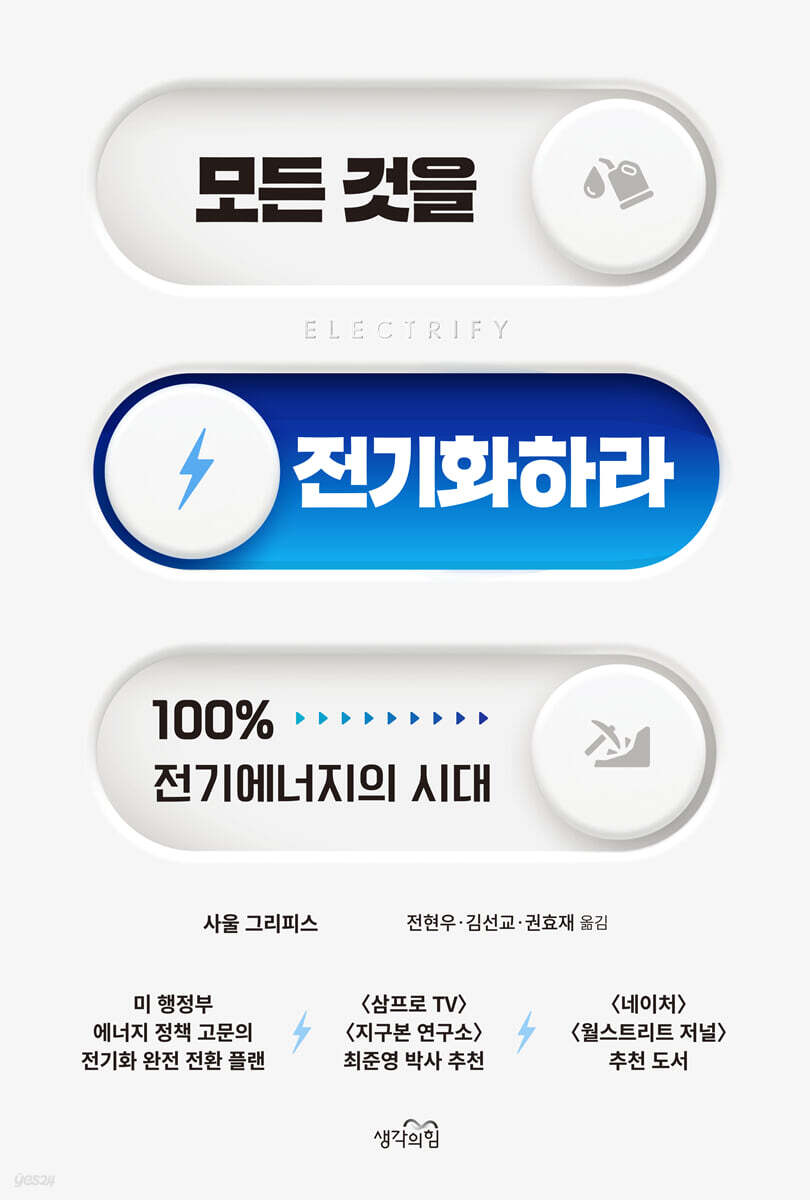 모든 것을
ELECTRIFY
전기화하라
100%
전기에너지의 시대
사울 그리피스
전현우·김선교·권효재 옮김
미 행정부
에너지 정책 고문의
전기화 완전 전환 플랜
〈삼프로 TV〉
〈지구본 연구소〉
최준영 박사 추천
〈네이처〉
〈월스트리트 저널〉
추천 도서
생각의힘
yes24